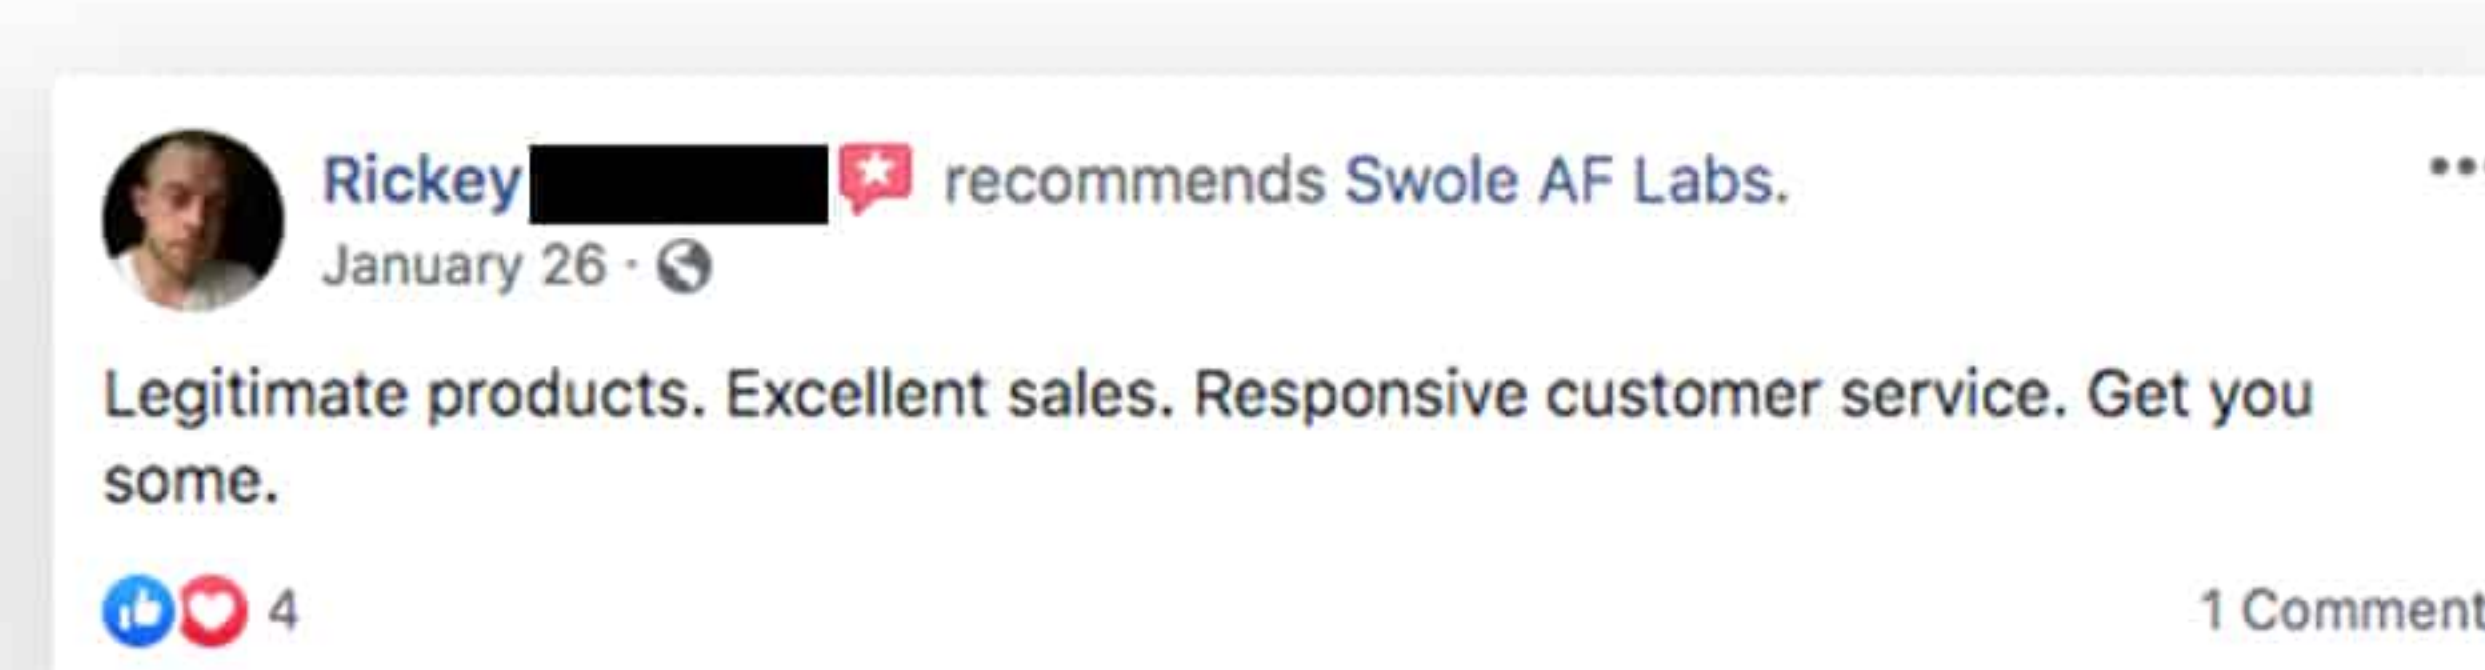 Rickey recommends Swole AF Labs.
January 26 ·
Legitimate products. Excellent sales. Responsive customer service. Get you
some.
4 1 Comment